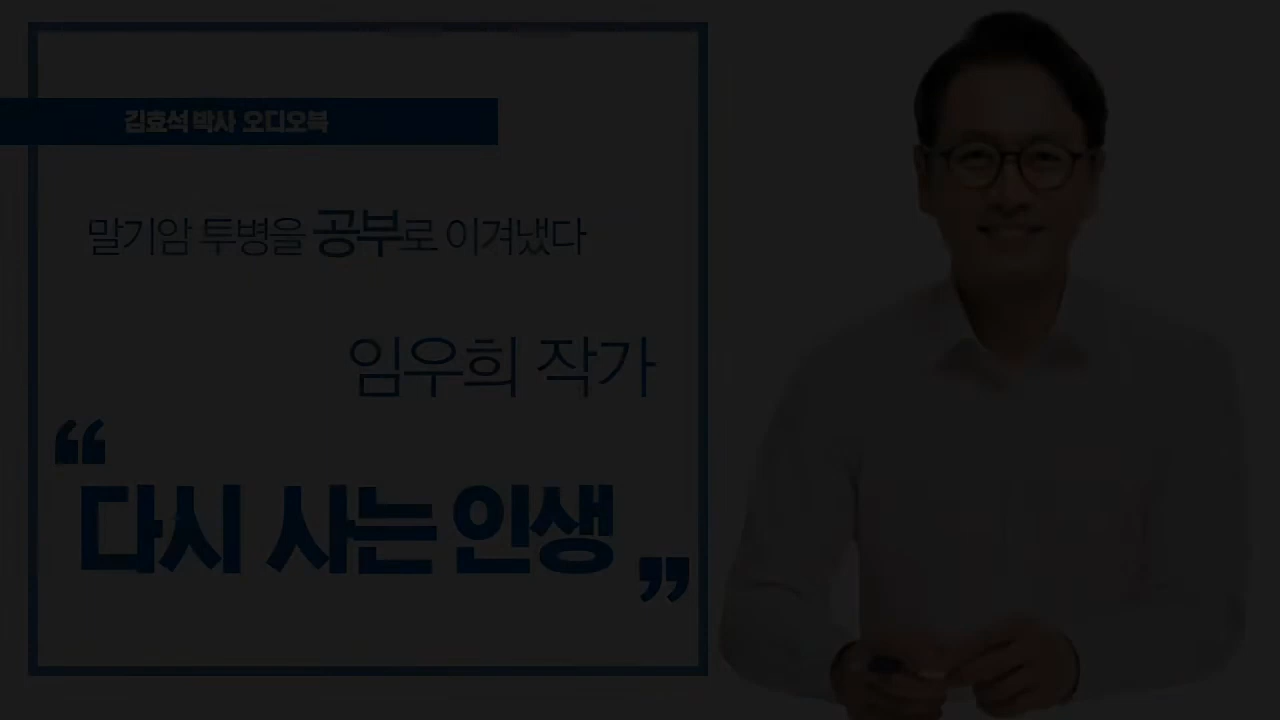 김효석 박사 오디오북
말기암 투병을 공부로 이겨냈다
임우희 작가
“다시 사는 인생”